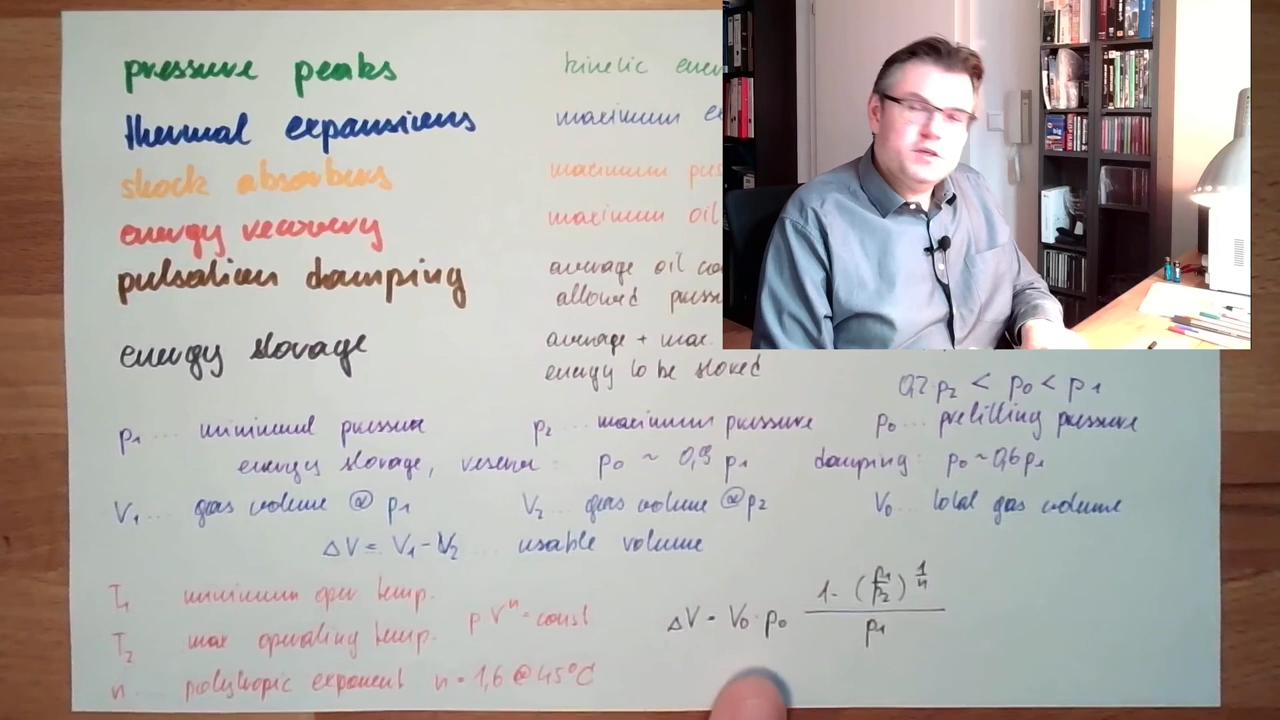 pressure peaks kinetic ener
thermal expansions maximum
shock absorbers maximum pres
energy recovery maximum oil
pulsation damping average oil
allowed pressu
energy storage average + max.
energy to be stored
0,2 p2 < p0 < p1
p1 ... minimum pressure p2 ... maximum pressure p0 ... prefilling pressure
energy storage, reserve: p0 ~ 0,9 p1 damping: p0 ~ 0,6 p1
V1 ... gas volume @ p1 V2 ... gas volume @ p2 V0 ... total gas volume
ΔV = V1 - V2 ... usable volume
T1 minimum oper temp.
T2 max operating temp. p V^n = const
n ... polytropic exponent n = 1,6 @ 45°C
ΔV = V0 · p0 (1 - (p1/p2)^(1/n)) / p1